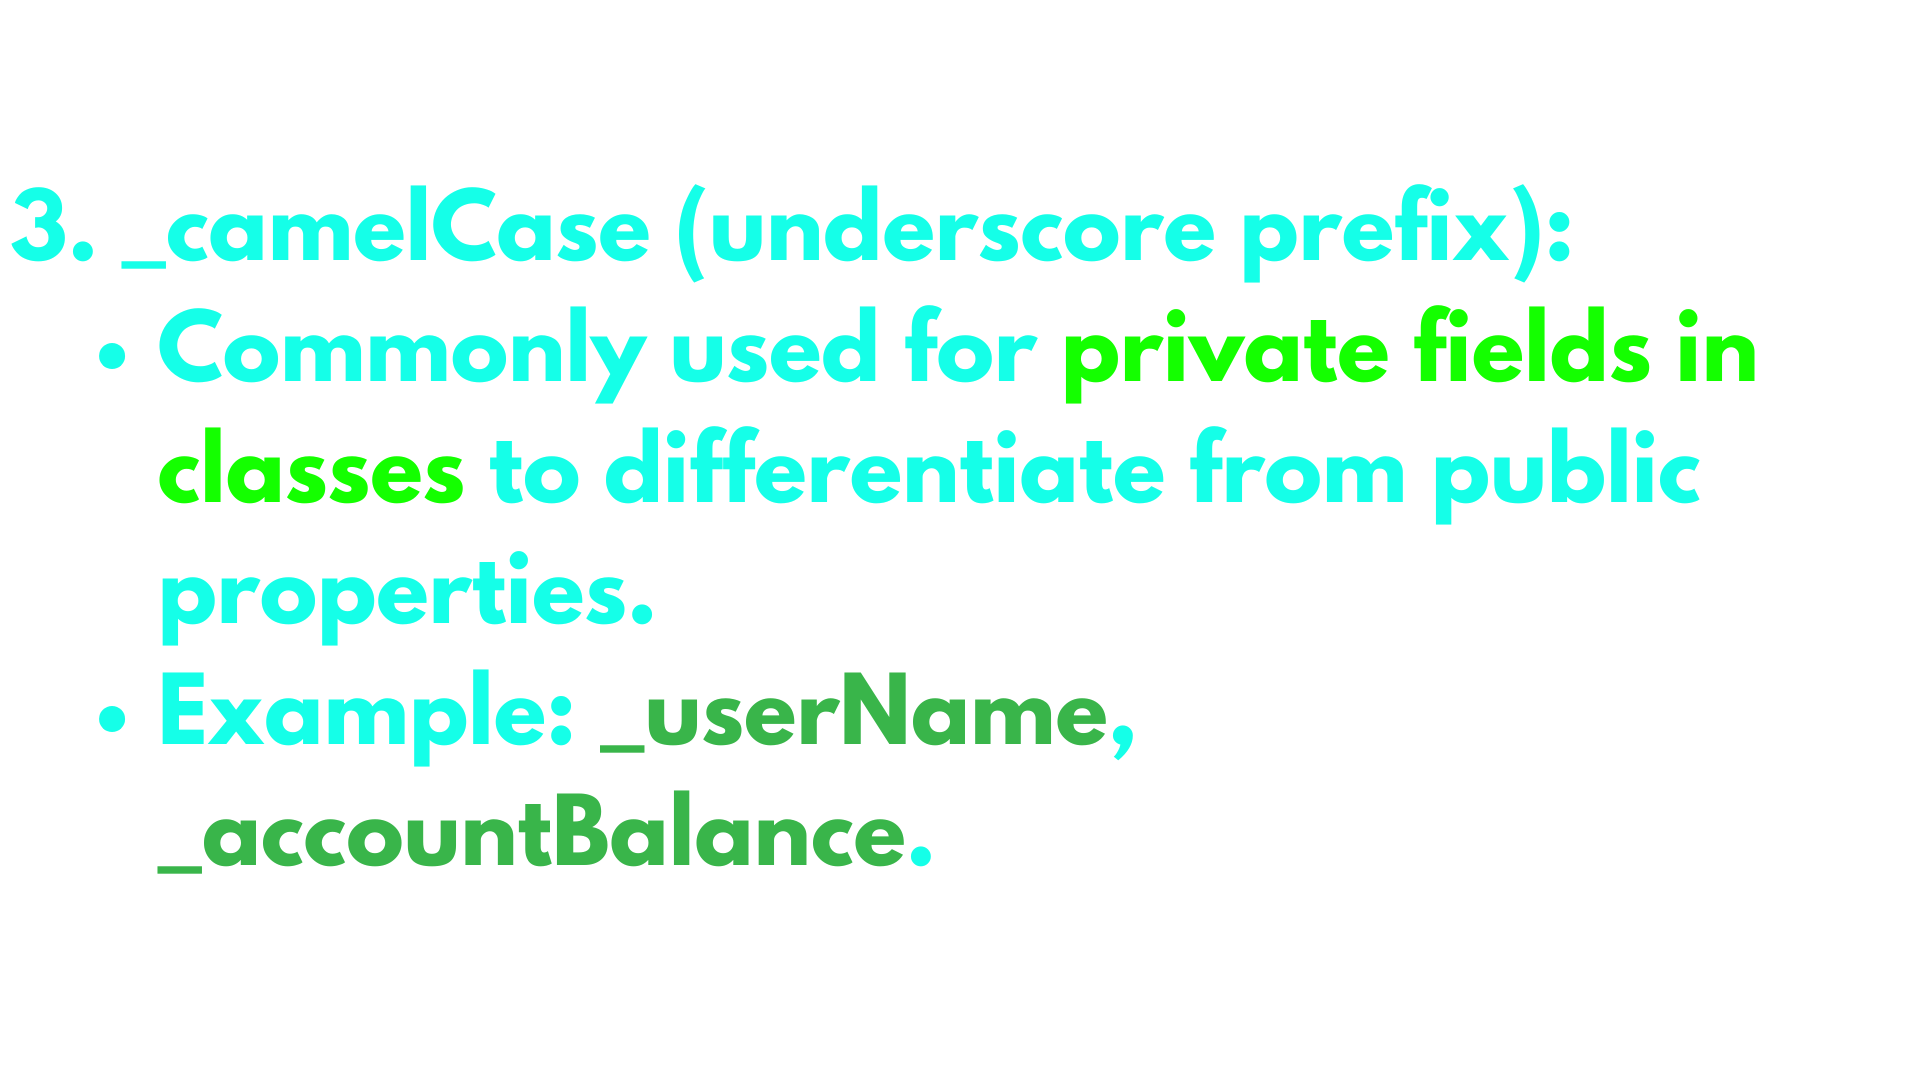 3. _camelCase (underscore prefix):
• Commonly used for private fields in
classes to differentiate from public
properties.
• Example: _userName,
_accountBalance.